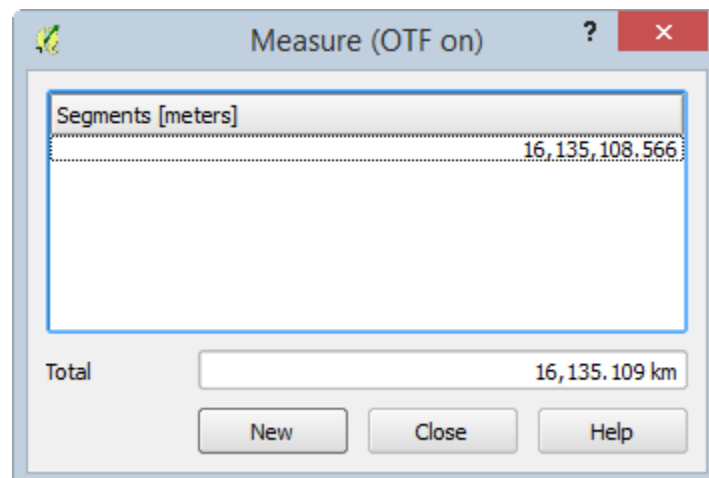 Measure (OTF on)
?
×
Segments [meters]
16,135,108.566
Total
16,135.109 km
New
Close
Help